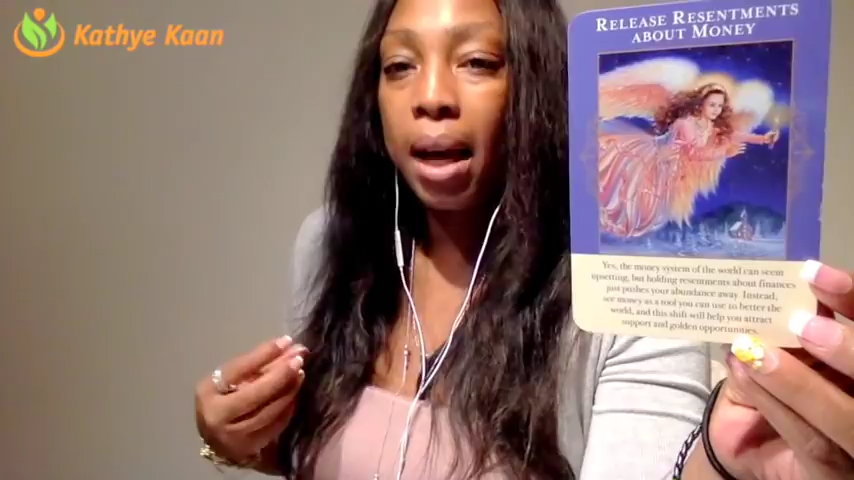 Kathye Kaan
RELEASE RESENTMENTS
ABOUT MONEY
Yes, the money system of the world can seem
upsetting, but holding resentments about finances
just pushes your abundance away. Instead,
see money as a tool you can use to better the
world, and this shift will help you attract
support and golden opportunities.